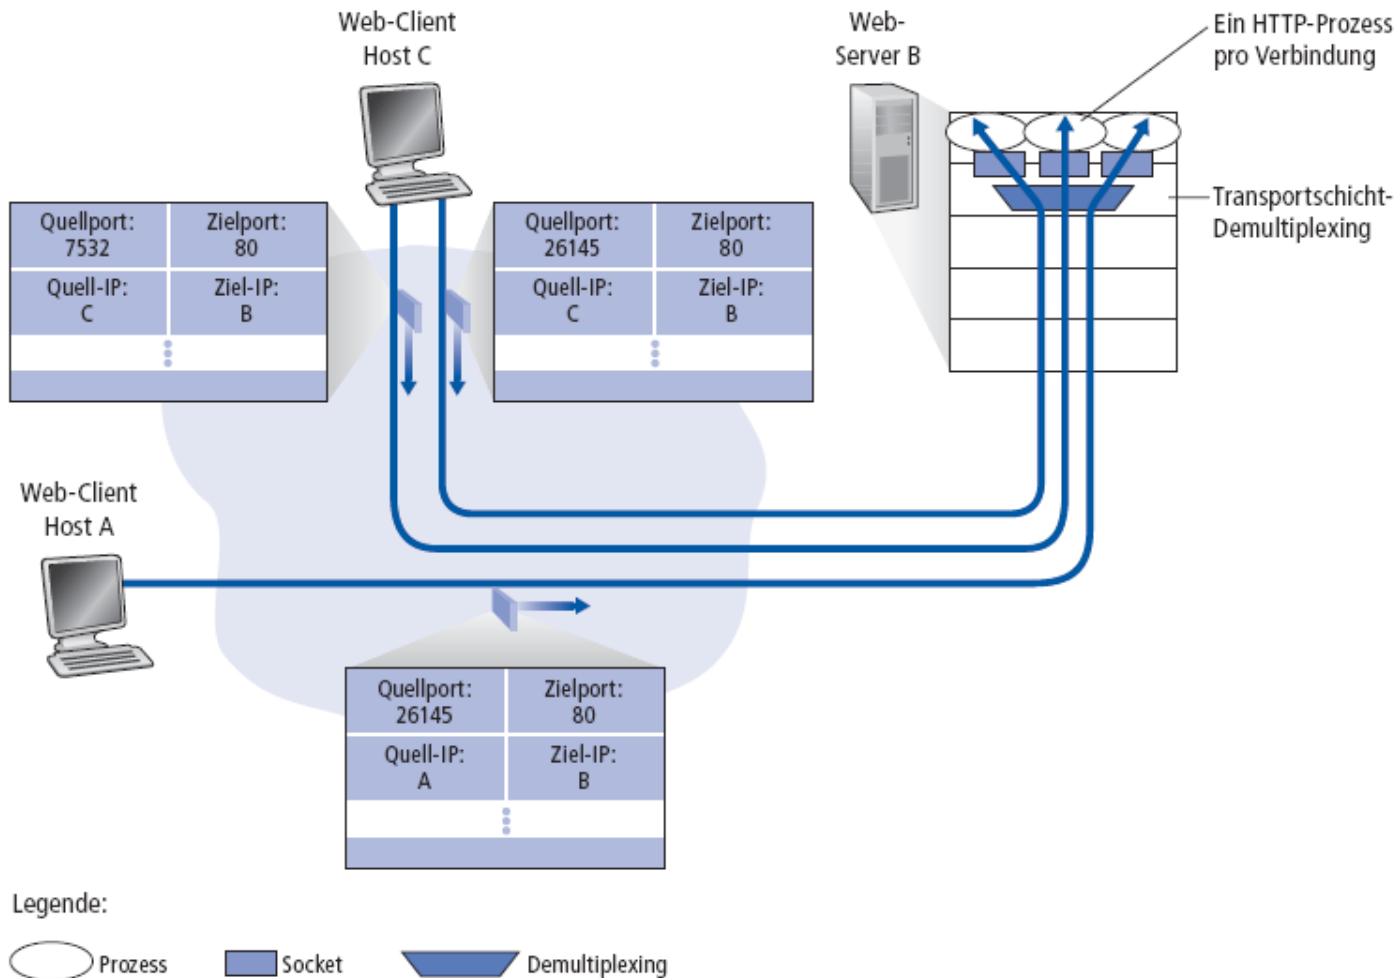 Web-Client
Host C
Web-
Server B
Ein HTTP-Prozess
pro Verbindung
Transportschicht-
Demultiplexing
Quellport:
7532
Zielport:
80
Quell-IP:
C
Ziel-IP:
B
Quellport:
26145
Zielport:
80
Quell-IP:
C
Ziel-IP:
B
Web-Client
Host A
Quellport:
26145
Zielport:
80
Quell-IP:
A
Ziel-IP:
B
Legende:
Prozess
Socket
Demultiplexing